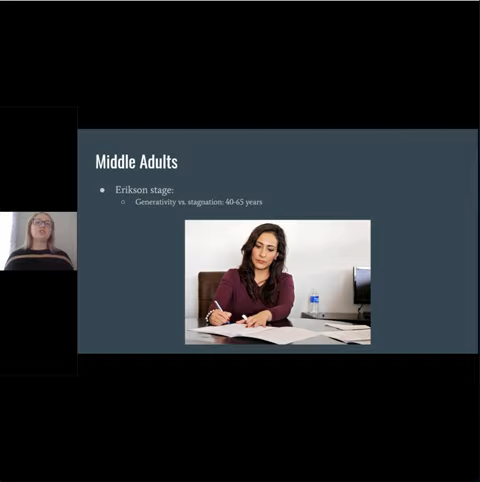 Middle Adults
Erikson stage:
Generativity vs. stagnation: 40-65 years